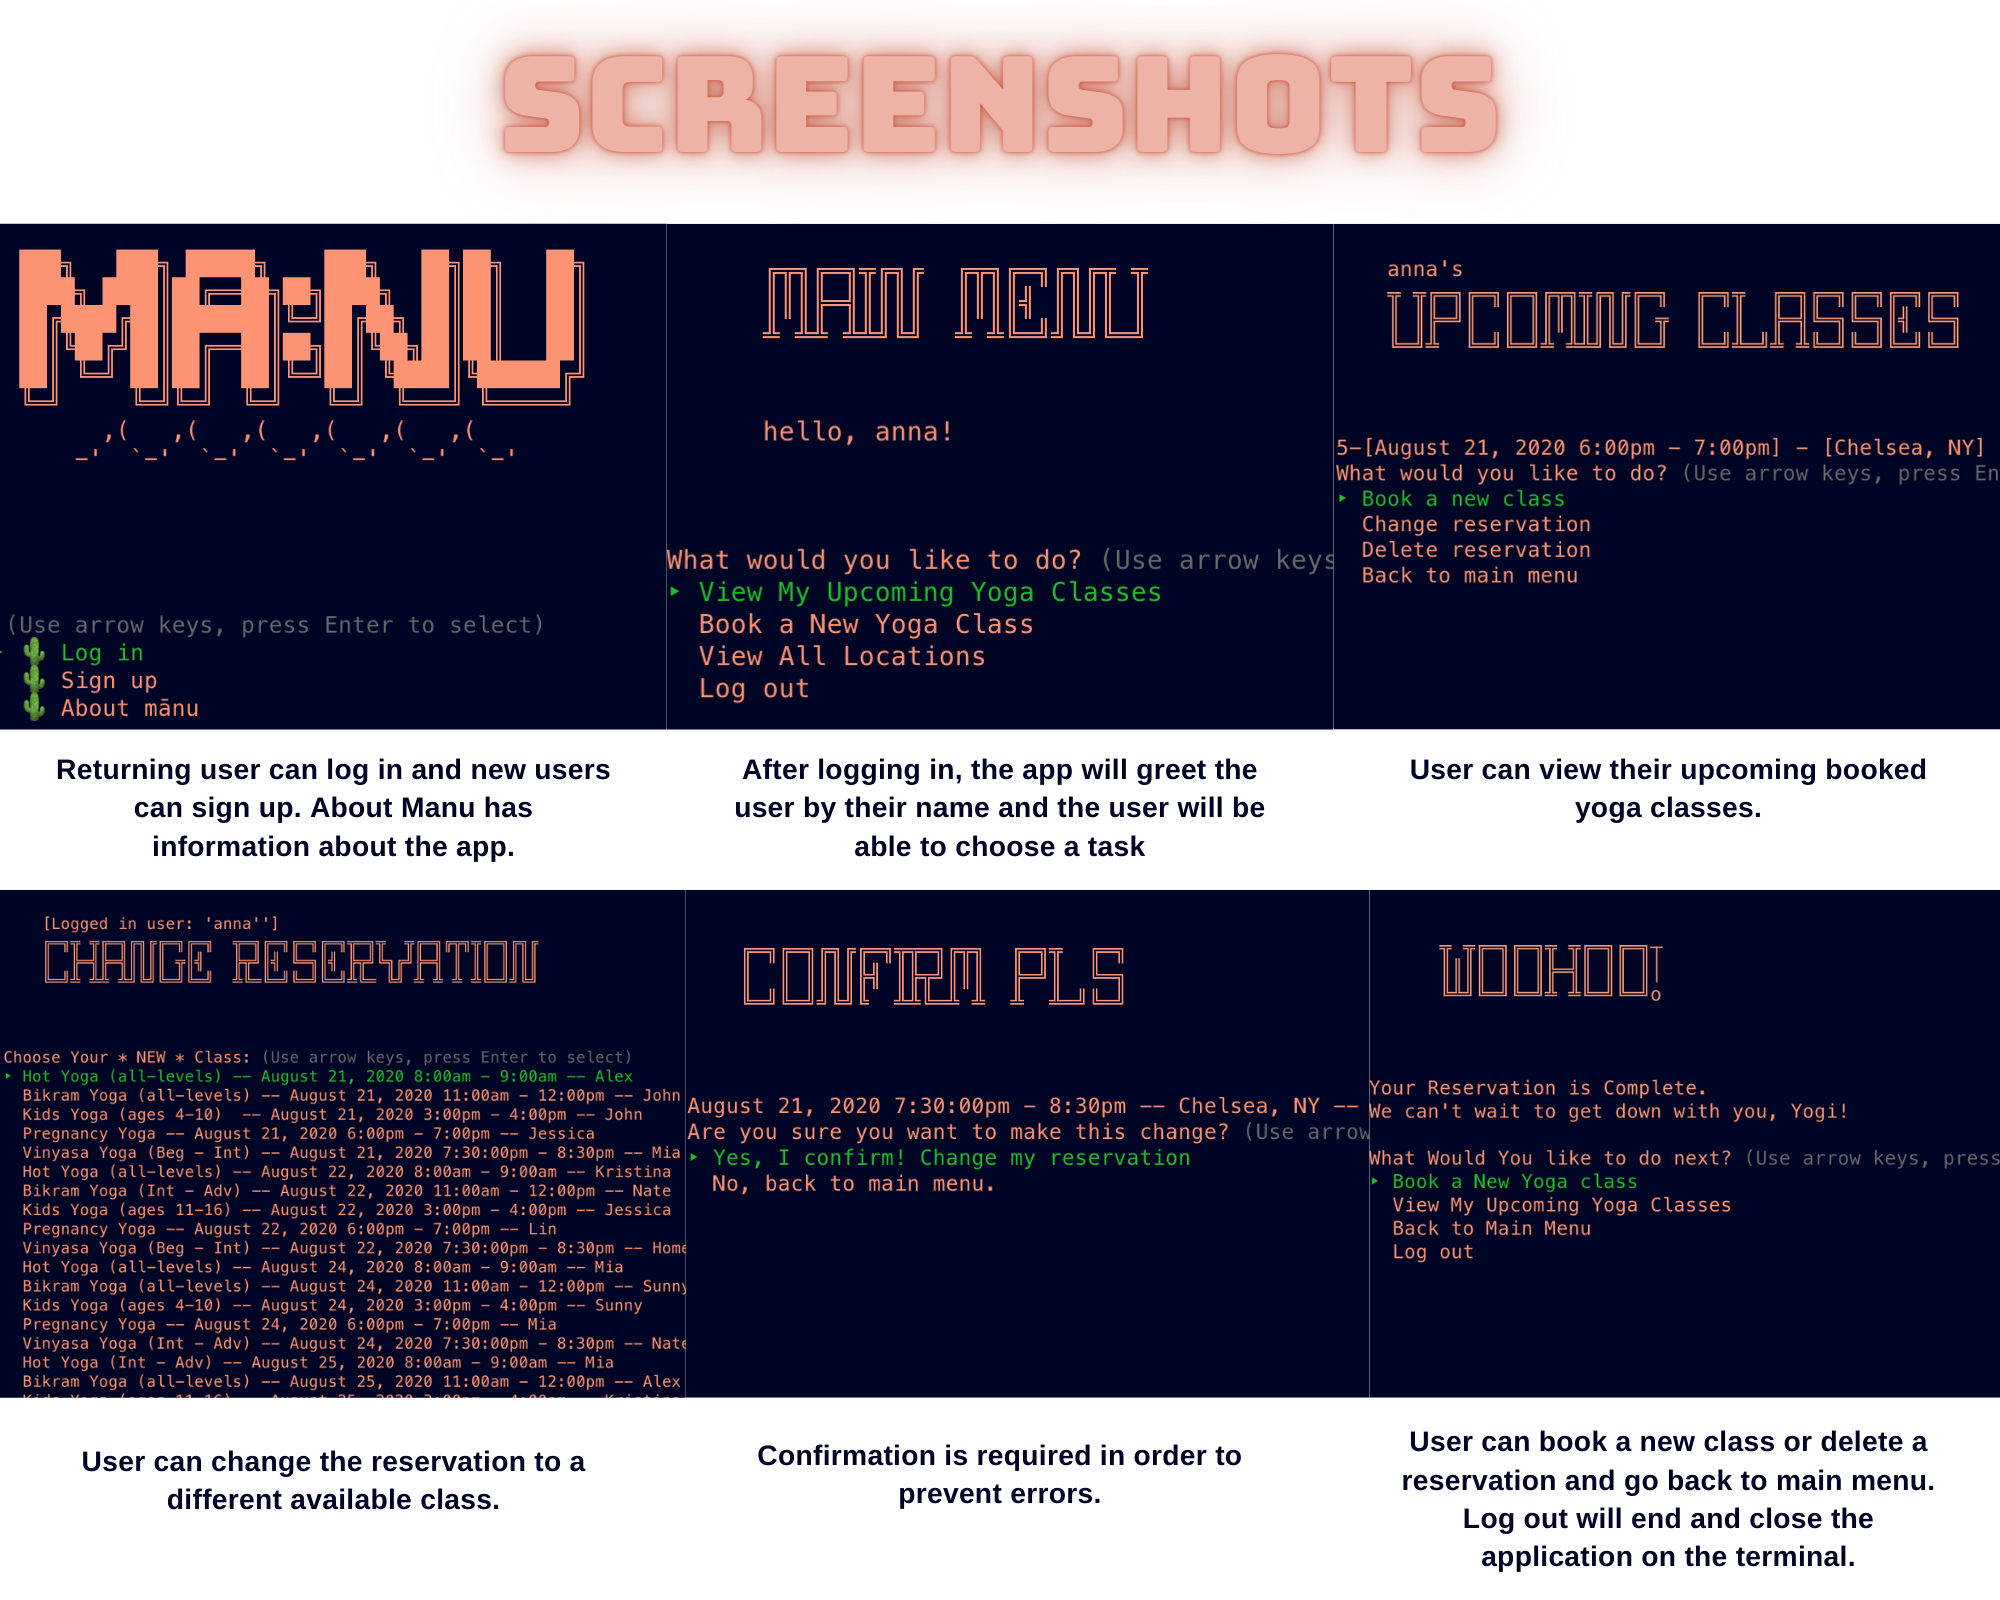 SCREENSHOTS
MA:NU
(Use arrow keys, press Enter to select)
Log in
Sign up
About mānu
MAIN MENU
hello, anna!
What would you like to do? (Use arrow keys
‣ View My Upcoming Yoga Classes
Book a New Yoga Class
View All Locations
Log out
anna's
UPCOMING CLASSES
5-[August 21, 2020 6:00pm - 7:00pm] - [Chelsea, NY]
What would you like to do? (Use arrow keys, press En
‣ Book a new class
Change reservation
Delete reservation
Back to main menu
Returning user can log in and new users
can sign up. About Manu has
information about the app.
After logging in, the app will greet the
user by their name and the user will be
able to choose a task
User can view their upcoming booked
yoga classes.
[Logged in user: 'anna'']
CHANGE RESERVATION
Choose Your * NEW * Class: (Use arrow keys, press Enter to select)
‣ Hot Yoga (all-levels) -- August 21, 2020 8:00am - 9:00am -- Alex
Bikram Yoga (all-levels) -- August 21, 2020 11:00am - 12:00pm -- John
Kids Yoga (ages 4-10)  -- August 21, 2020 3:00pm - 4:00pm -- John
Pregnancy Yoga -- August 21, 2020 6:00pm - 7:00pm -- Jessica
Vinyasa Yoga (Beg - Int) -- August 21, 2020 7:30:00pm - 8:30pm -- Mia
Hot Yoga (all-levels) -- August 22, 2020 8:00am - 9:00am -- Kristina
Bikram Yoga (Int - Adv) -- August 22, 2020 11:00am - 12:00pm -- Nate
Kids Yoga (ages 11-16) -- August 22, 2020 3:00pm - 4:00pm -- Jessica
Pregnancy Yoga -- August 22, 2020 6:00pm - 7:00pm -- Lin
Vinyasa Yoga (Beg - Int) -- August 22, 2020 7:30:00pm - 8:30pm -- Home
Hot Yoga (all-levels) -- August 24, 2020 8:00am - 9:00am -- Mia
Bikram Yoga (all-levels) -- August 24, 2020 11:00am - 12:00pm -- Sunny
Kids Yoga (ages 4-10) -- August 24, 2020 3:00pm - 4:00pm -- Sunny
Pregnancy Yoga -- August 24, 2020 6:00pm - 7:00pm -- Mia
Vinyasa Yoga (Int - Adv) -- August 24, 2020 7:30:00pm - 8:30pm -- Nate
Hot Yoga (Int - Adv) -- August 25, 2020 8:00am - 9:00am -- Mia
Bikram Yoga (all-levels) -- August 25, 2020 11:00am - 12:00pm -- Alex
CONFIRM PLS
August 21, 2020 7:30:00pm - 8:30pm -- Chelsea, NY --
Are you sure you want to make this change? (Use arrow
‣ Yes, I confirm! Change my reservation
No, back to main menu.
WOOHOO!
Your Reservation is Complete.
We can't wait to get down with you, Yogi!
What Would You like to do next? (Use arrow keys, press
‣ Book a New Yoga class
View My Upcoming Yoga Classes
Back to Main Menu
Log out
User can change the reservation to a
different available class.
Confirmation is required in order to
prevent errors.
User can book a new class or delete a
reservation and go back to main menu.
Log out will end and close the
application on the terminal.